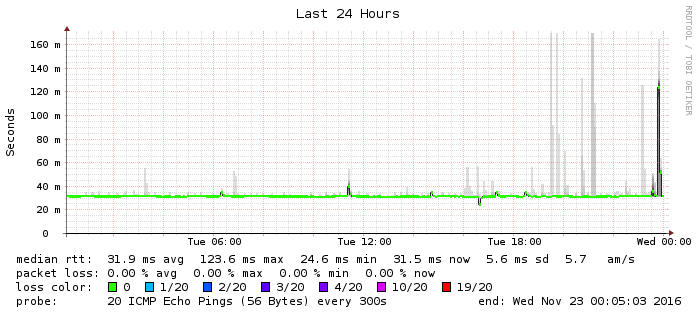 Last 24 Hours
RRDTOOL / TOBI OETIKER
Seconds
160 m
140 m
120 m
100 m
80 m
60 m
40 m
20 m
0
Tue 06:00 Tue 12:00 Tue 18:00 Wed 00:00
median rtt: 31.9 ms avg 123.6 ms max 24.6 ms min 31.5 ms now 5.6 ms sd 5.7 am/s
packet loss: 0.00 % avg 0.00 % max 0.00 % min 0.00 % now
loss color: 0 1/20 2/20 3/20 4/20 10/20 19/20
probe: 20 ICMP Echo Pings (56 Bytes) every 300s end: Wed Nov 23 00:05:03 2016